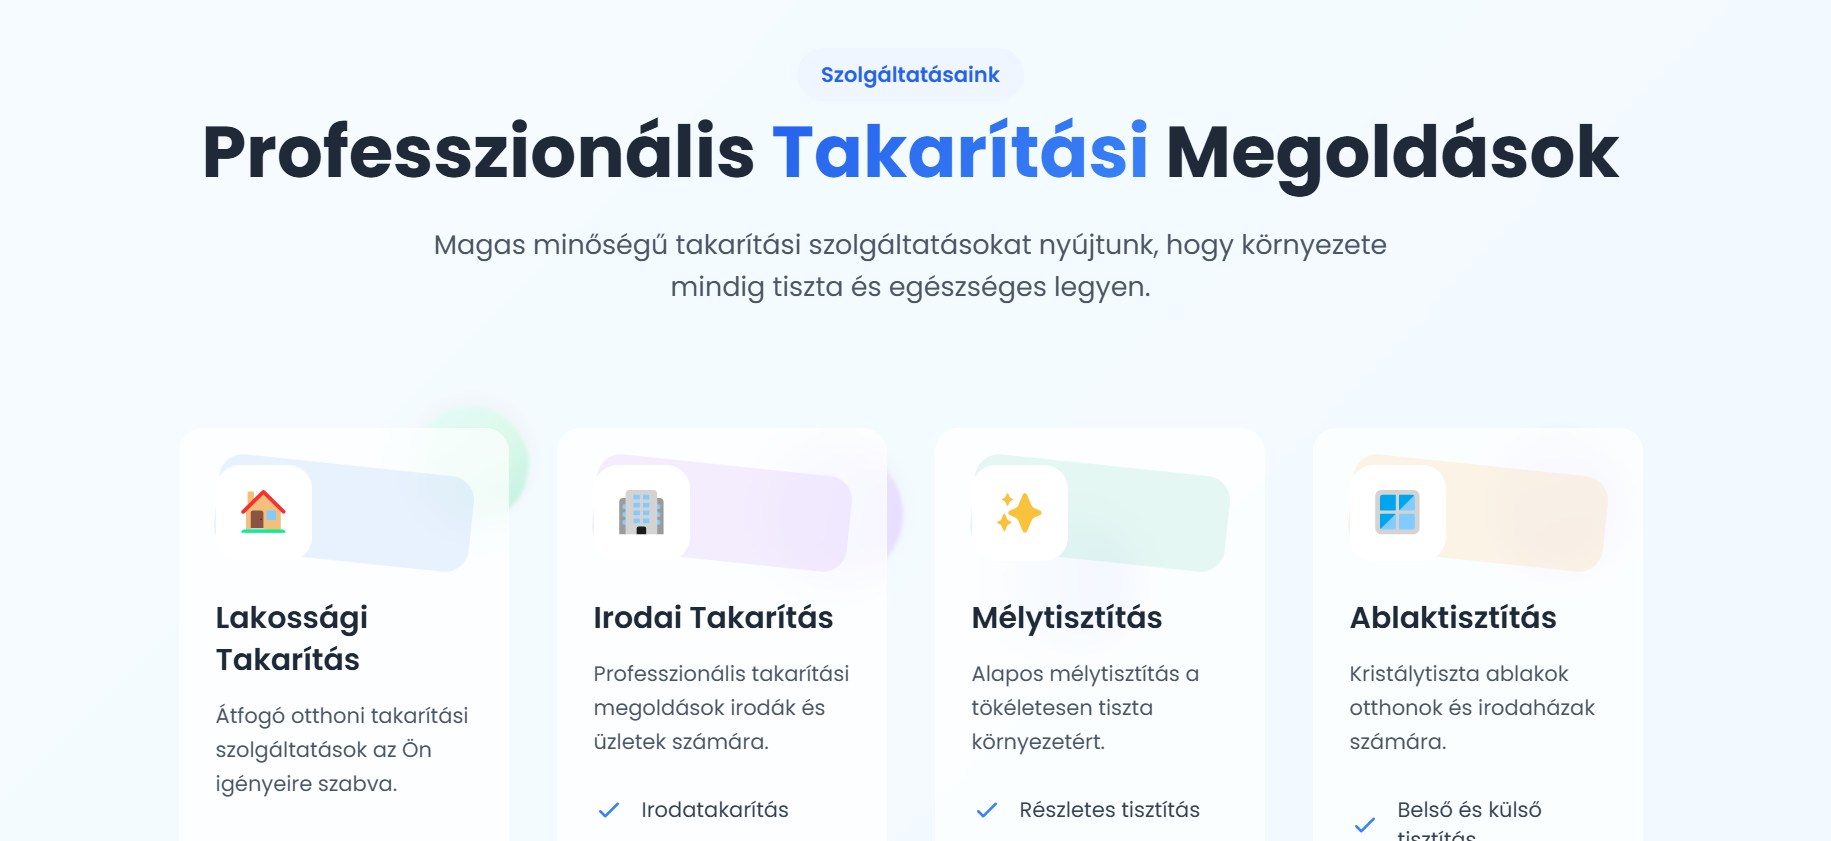 Szolgáltatásaink
Professzionális Takarítási Megoldások
Magas minőségű takarítási szolgáltatásokat nyújtunk, hogy környezete
mindig tiszta és egészséges legyen.
Lakossági
Takarítás
Átfogó otthoni takarítási
szolgáltatások az Ön
igényeire szabva.
Irodai Takarítás
Professzionális takarítási
megoldások irodák és
üzletek számára.
Irodatakarítás
Mélytisztítás
Alapos mélytisztítás a
tökéletesen tiszta
környezetért.
Részletes tisztítás
Ablaktisztítás
Kristálytiszta ablakok
otthonok és irodaházak
számára.
Belső és külső
tisztítás